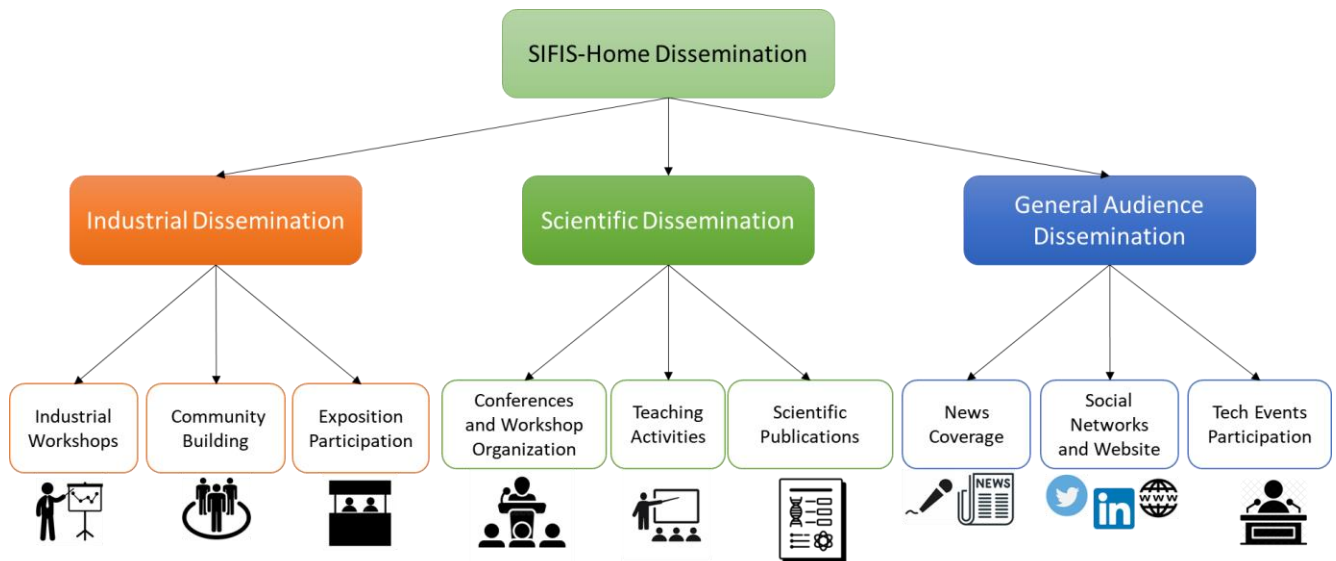 SIFIS-Home Dissemination
Industrial Dissemination
Scientific Dissemination
General Audience
Dissemination
Industrial
Workshops
Community
Building
Exposition
Participation
Conferences
and Workshop
Organization
Teaching
Activities
Scientific
Publications
News
Coverage
Social
Networks
and Website
Tech Events
Participation
NEWS
in
www